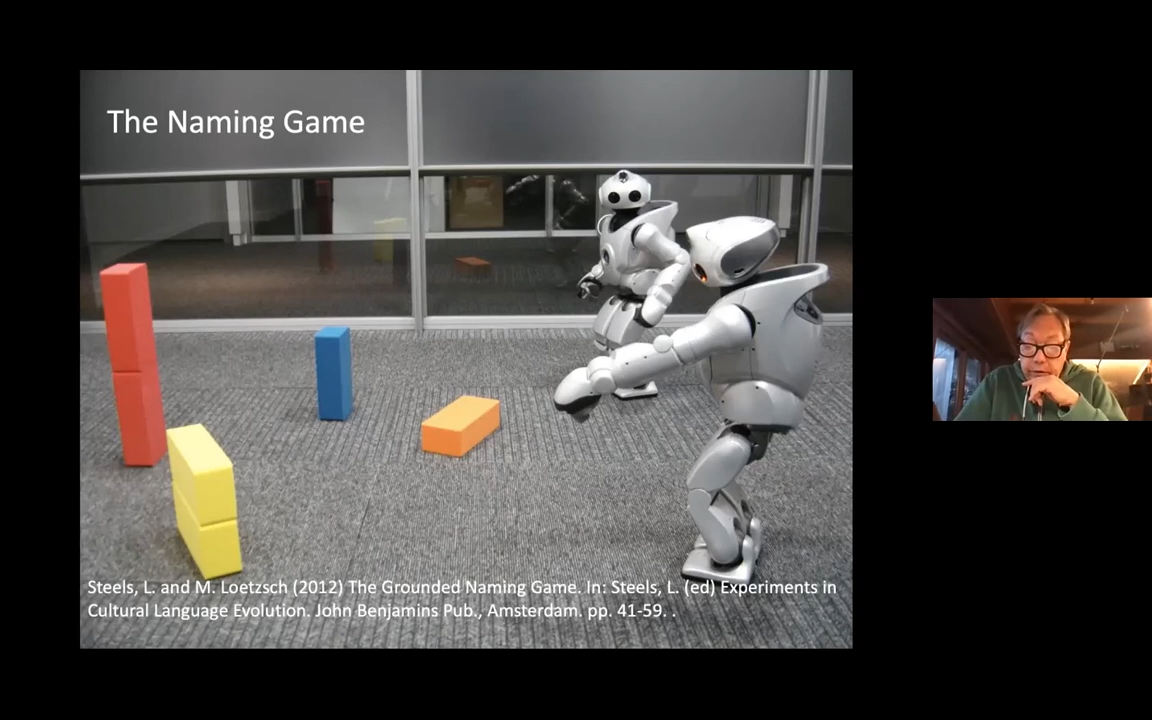 The Naming Game
Steels, L. and M. Loetzsch (2012) The Grounded Naming Game. In: Steels, L. (ed) Experiments in
Cultural Language Evolution. John Benjamins Pub., Amsterdam. pp. 41-59. .